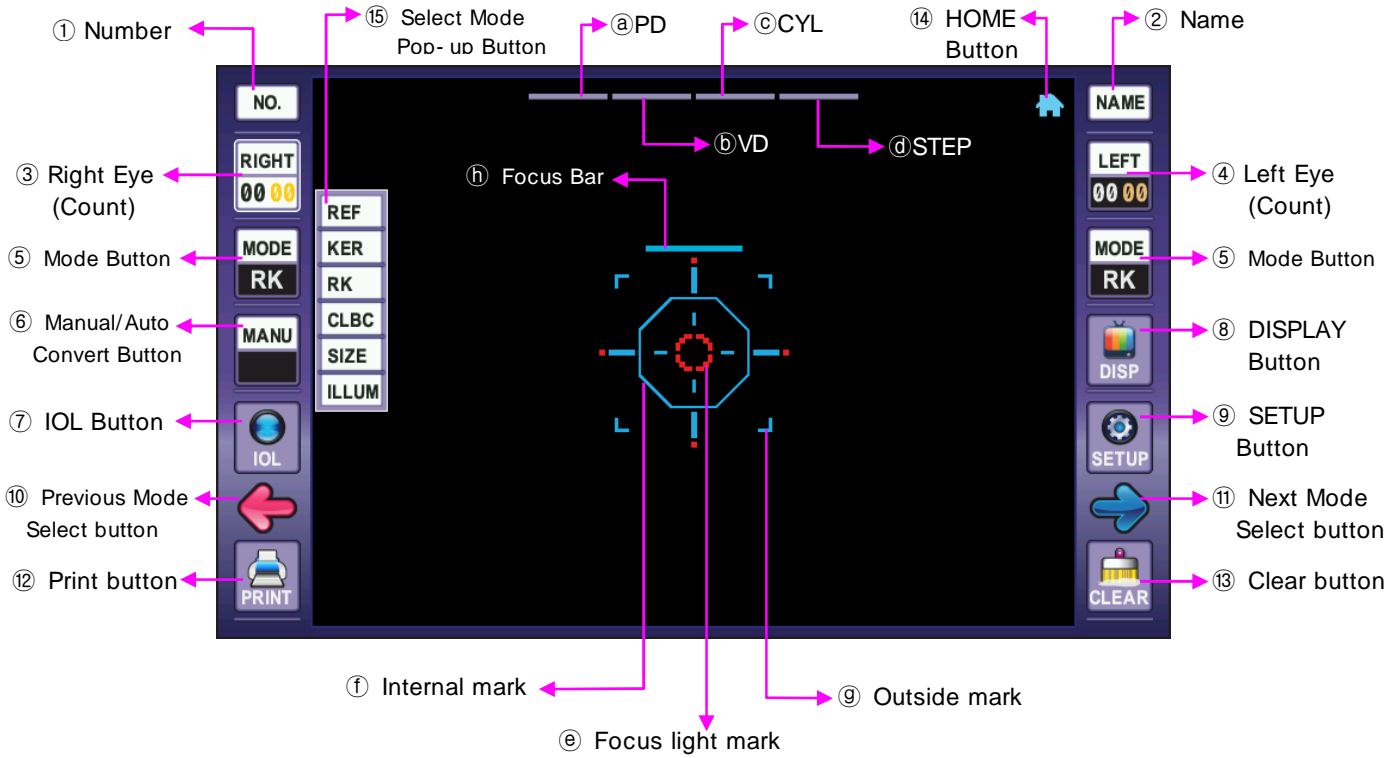 ① Number
⑮ Select Mode
Pop- up Button
ⓐPD
ⓒCYL
⑭ HOME
Button
② Name
NO.
NAME
ⓑVD
ⓓSTEP
③ Right Eye
(Count)
RIGHT
00 00
ⓗ Focus Bar
LEFT
00 00
④ Left Eye
(Count)
REF
KER
RK
CLBC
SIZE
ILLUM
⑤ Mode Button
MODE
RK
MODE
RK
⑤ Mode Button
⑥ Manual/Auto
Convert Button
MANU
DISP
⑧ DISPLAY
Button
⑦ IOL Button
IOL
SETUP
⑨ SETUP
Button
⑩ Previous Mode
Select button
⑪ Next Mode
Select button
⑫ Print button
PRINT
CLEAR
⑬ Clear button
ⓕ Internal mark
ⓖ Outside mark
ⓔ Focus light mark